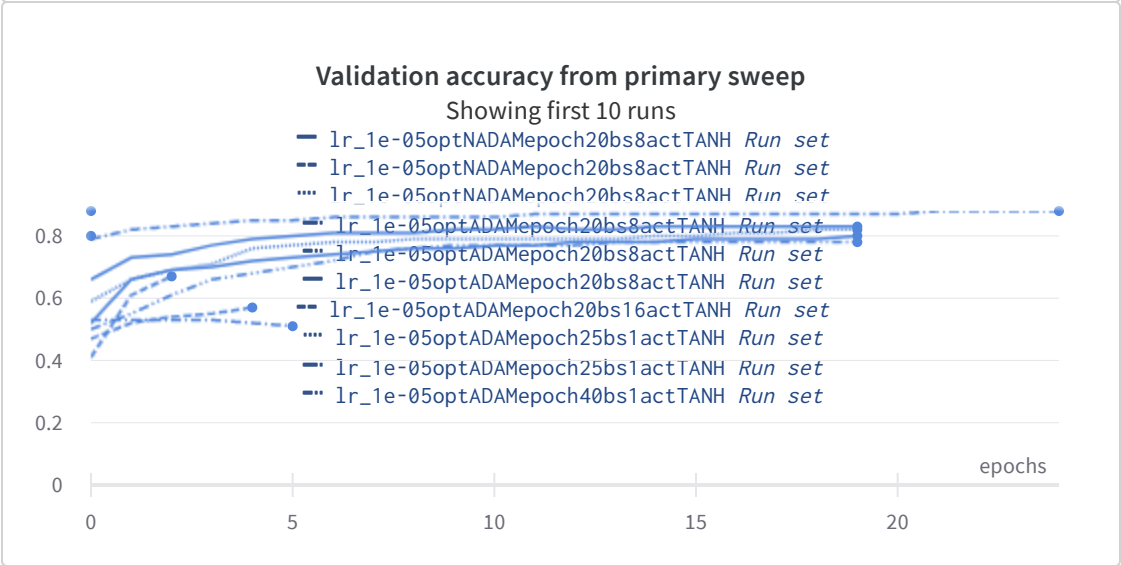 Validation accuracy from primary sweep
Showing first 10 runs
lr_1e-05optNADAMepoch20bs8actTANH Run set
lr_1e-05optNADAMepoch20bs8actTANH Run set
lr_1e-05optNADAMepoch20bs8actTANH Run set
lr_1e-05optADAMepoch20bs8actTANH Run set
lr_1e-05optADAMepoch20bs8actTANH Run set
lr_1e-05optADAMepoch20bs8actTANH Run set
lr_1e-05optADAMepoch20bs16actTANH Run set
lr_1e-05optADAMepoch25bs1actTANH Run set
lr_1e-05optADAMepoch25bs1actTANH Run set
lr_1e-05optADAMepoch40bs1actTANH Run set
0.8
0.6
0.4
0.2
0
epochs
0 5 10 15 20